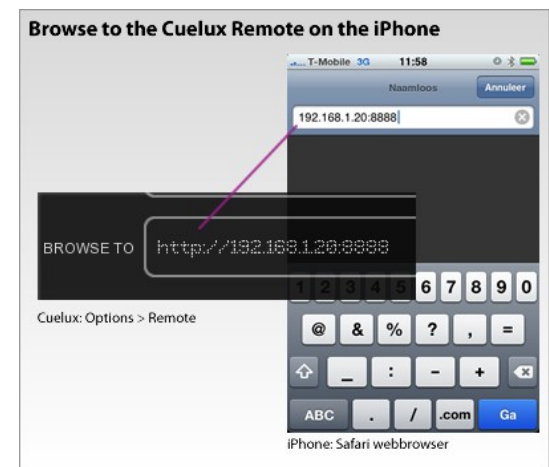 Browse to the Cuelux Remote on the iPhone
T-Mobile 3G 11:58
Naamloos
Annuleer
192.168.1.20:8888
BROWSE TO http://192.168.1.20:8888
Cuelux: Options > Remote
1 2 3 4 5 6 7 8 9 0
@ & % ? , =
_ : - +
ABC . / .com Ga
iPhone: Safari webbrowser